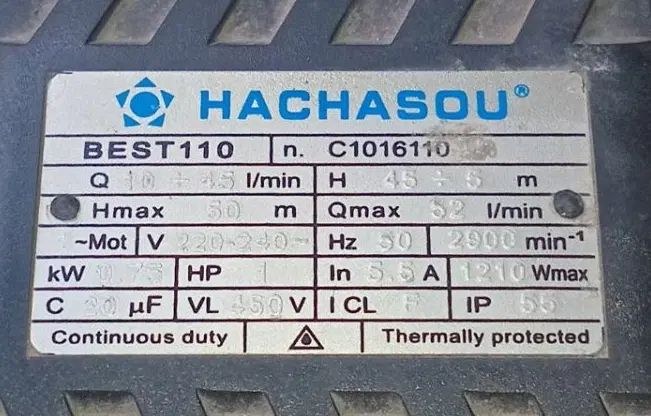 HACHASOU®
BEST110 n. C1016110
Q 10 ÷ 45 l/min H 45 ÷ 5 m
Hmax 50 m Qmax 52 l/min
1~Mot V 220-240~ Hz 50 2900 min-¹
kW 0.75 HP 1 In 5.5 A 1210 Wmax
C 20 µF VL 450 V I CL F IP 55
Continuous duty Thermally protected